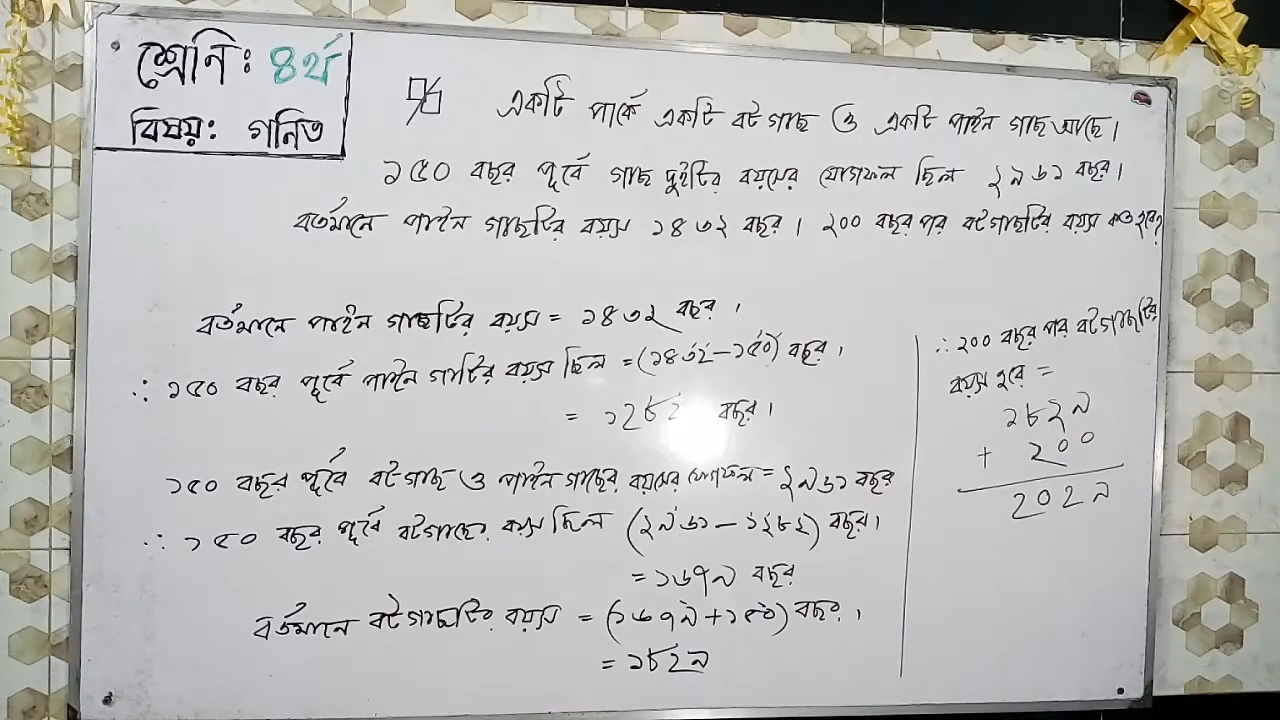 শ্রেনি: ৪র্থ
বিষয়: গনিত
একটি পার্কে একটি বটগাছ ও একটি পাইন গাছ আছে।
১৫০ বছর পূর্বে গাছ দুইটির বয়সের যোগফল ছিল ২৯৬১ বছর।
বর্তমানে পাইন গাছটির বয়স ১৪৩২ বছর। ২০০ বছর পর বটগাছটির বয়স কত হবে?
বর্তমানে পাইন গাছটির বয়স = ১৪৩২ বছর।
∴ ১৫০ বছর পূর্বে পাইন গাছটির বয়স ছিল = (১৪৩২ – ১৫০) বছর।
= ১২৮২ বছর।
১৫০ বছর পূর্বে বটগাছ ও পাইন গাছের বয়সের যোগফল = ২৯৬১ বছর
∴ ১৫০ বছর পূর্বে বটগাছের বয়স ছিল (২৯৬১ – ১২৮২) বছর।
= ১৬৭৯ বছর
বর্তমানে বটগাছটির বয়স = (১৬৭৯ + ১৫০) বছর।
= ১৮২৯
∴ ২০০ বছর পর বটগাছটির
বয়স হবে =
১৮২৯
+ ২০০
২০২৯